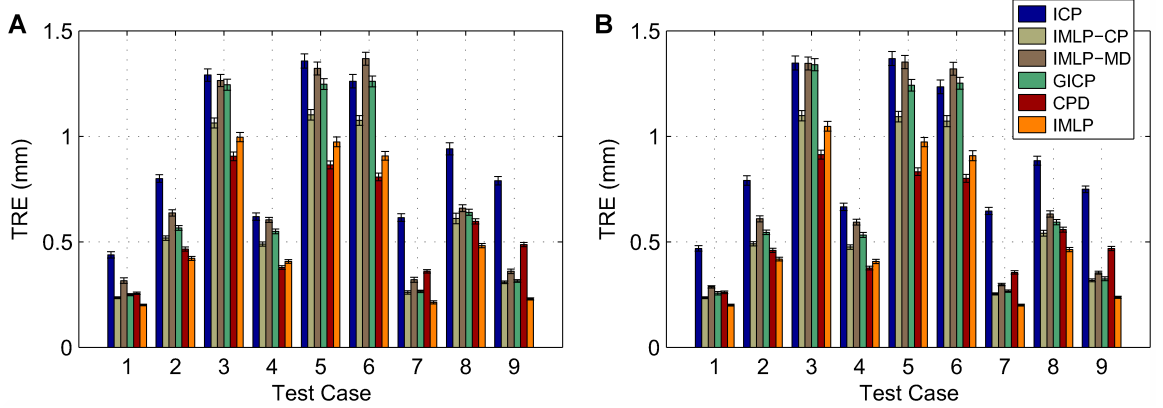 A
1.5
1
0.5
0
TRE (mm)
1 2 3 4 5 6 7 8 9
Test Case
B
1.5
1
0.5
0
TRE (mm)
1 2 3 4 5 6 7 8 9
Test Case
ICP
IMLP−CP
IMLP−MD
GICP
CPD
IMLP